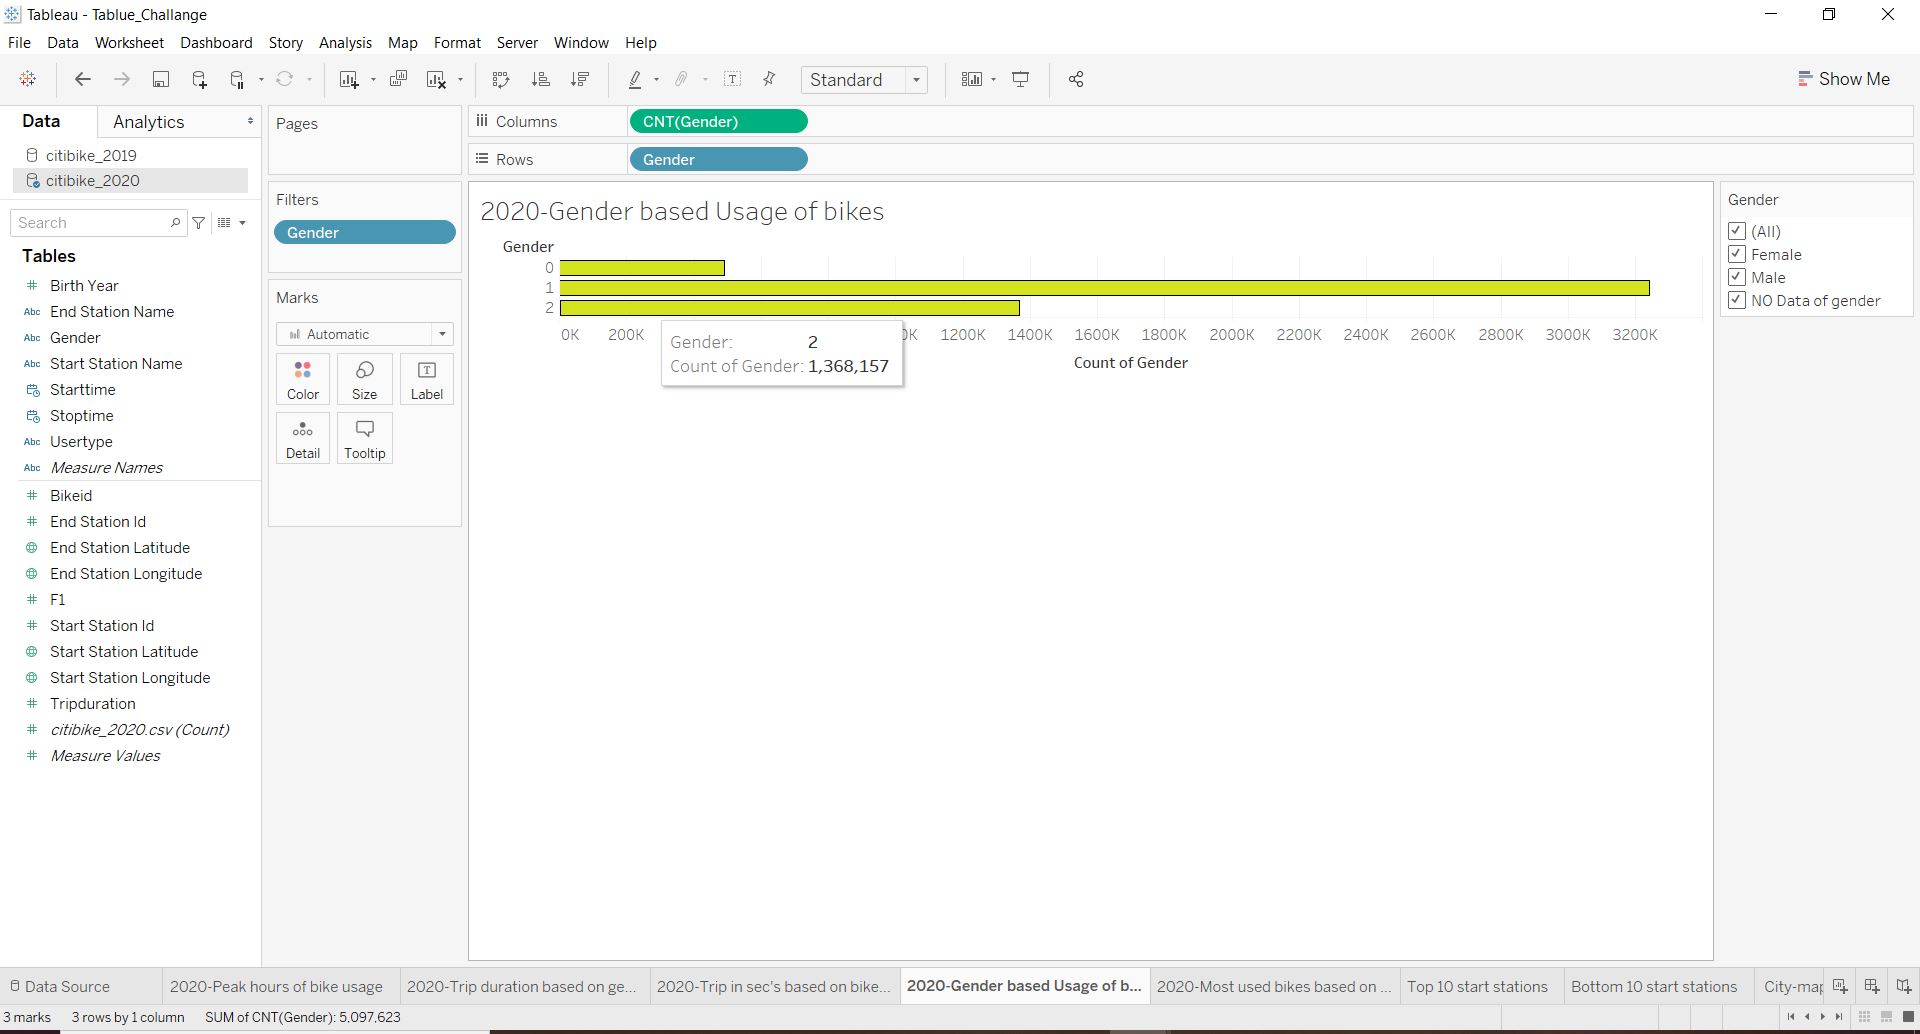 Tableau - Tablue_Challange
File Data Worksheet Dashboard Story Analysis Map Format Server Window Help
Standard
Show Me
Data Analytics
citibike_2019
citibike_2020
Search
Tables
# Birth Year
Abc End Station Name
Abc Gender
Abc Start Station Name
Starttime
Stoptime
Abc Usertype
Abc Measure Names
# Bikeid
# End Station Id
End Station Latitude
End Station Longitude
# F1
# Start Station Id
Start Station Latitude
Start Station Longitude
# Tripduration
# citibike_2020.csv (Count)
# Measure Values
Pages
Filters
Gender
Marks
Automatic
Color Size Label
Detail Tooltip
Columns CNT(Gender)
Rows Gender
2020-Gender based Usage of bikes
Gender
0
1
2
0K 200K 0K 1200K 1400K 1600K 1800K 2000K 2200K 2400K 2600K 2800K 3000K 3200K
Count of Gender
Gender: 2
Count of Gender: 1,368,157
Gender
(All)
Female
Male
NO Data of gender
Data Source 2020-Peak hours of bike usage 2020-Trip duration based on ge... 2020-Trip in sec's based on bike... 2020-Gender based Usage of b... 2020-Most used bikes based on ... Top 10 start stations Bottom 10 start stations City-map
3 marks 3 rows by 1 column SUM of CNT(Gender): 5,097,623